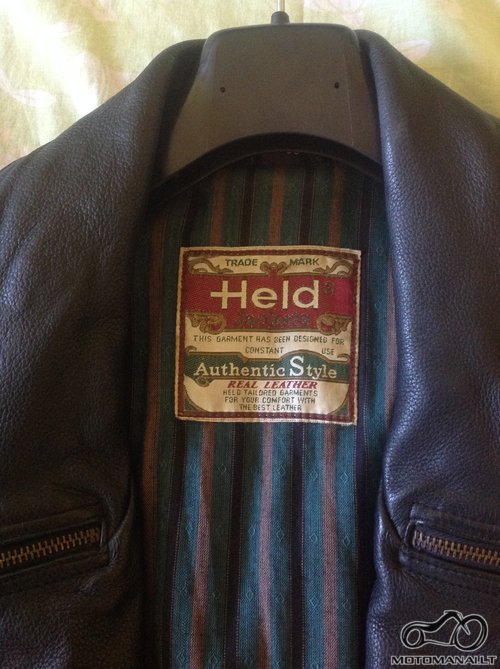 TRADE MARK
Held®
THIS GARMENT HAS BEEN DESIGNED FOR
CONSTANT USE
Authentic Style
REAL LEATHER
HELD TAILORED GARMENTS
FOR YOUR COMFORT WITH
THE BEST LEATHER
MOTOMANAI.LT